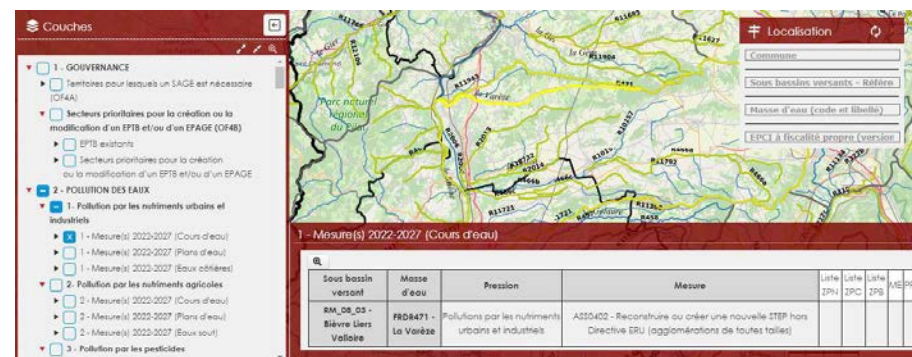 Couches
1 - GOUVERNANCE
Territoires pour lesquels un SAGE est nécessaire
(OF4A)
Secteurs prioritaires pour la création ou la
modification d'un EPTB et/ou d'un EPAGE (OF4B)
EPTB existants
Secteurs prioritaires pour la création
ou la modification d'un EPTB et/ou d'un EPAGE
2 - POLLUTION DES EAUX
1- Pollution par les nutriments urbains et
industriels
1 - Mesure(s) 2022-2027 (Cours d'eau)
1 - Mesure(s) 2022-2027 (Plans d'eau)
1 - Mesure(s) 2022-2027 (Eaux côtières)
2- Pollution par les nutriments agricoles
2 - Mesure(s) 2022-2027 (Cours d'eau)
2 - Mesure(s) 2022-2027 (Plans d'eau)
2 - Mesure(s) 2022-2027 (Eaux sout)
3 - Pollution par les pesticides
R11693
R11627
R11904
R11943
la Varèze
Parc naturel
régional
du Pilat
R2014
R11792
R11721
Localisation
Commune
Sous bassins versants - Référe
Masse d'eau (code et libellé)
EPCI à fiscalité propre (version
1 - Mesure(s) 2022-2027 (Cours d'eau)
Sous bassin versant Masse d'eau Pression Mesure Liste ZPN Liste ZPC Liste ZPB ME
RM_08_03 - Bièvre Liers Valloire FRDR471 - La Varèze Pollutions par les nutriments urbains et industriels ASS0402 - Reconstruire ou créer une nouvelle STEP hors Directive ERU (agglomérations de toutes tailles)